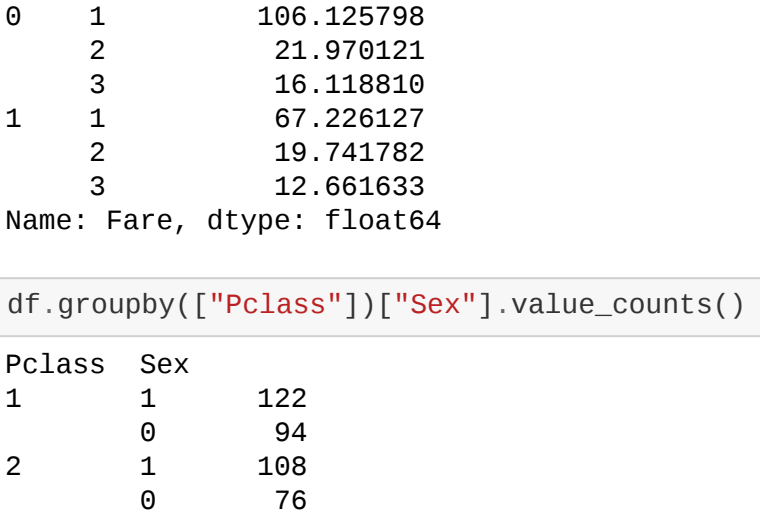 0    1         106.125798
     2          21.970121
     3          16.118810
1    1          67.226127
     2          19.741782
     3          12.661633
Name: Fare, dtype: float64
df.groupby(["Pclass"])["Sex"].value_counts()
Pclass  Sex
1       1      122
        0       94
2       1      108
        0       76